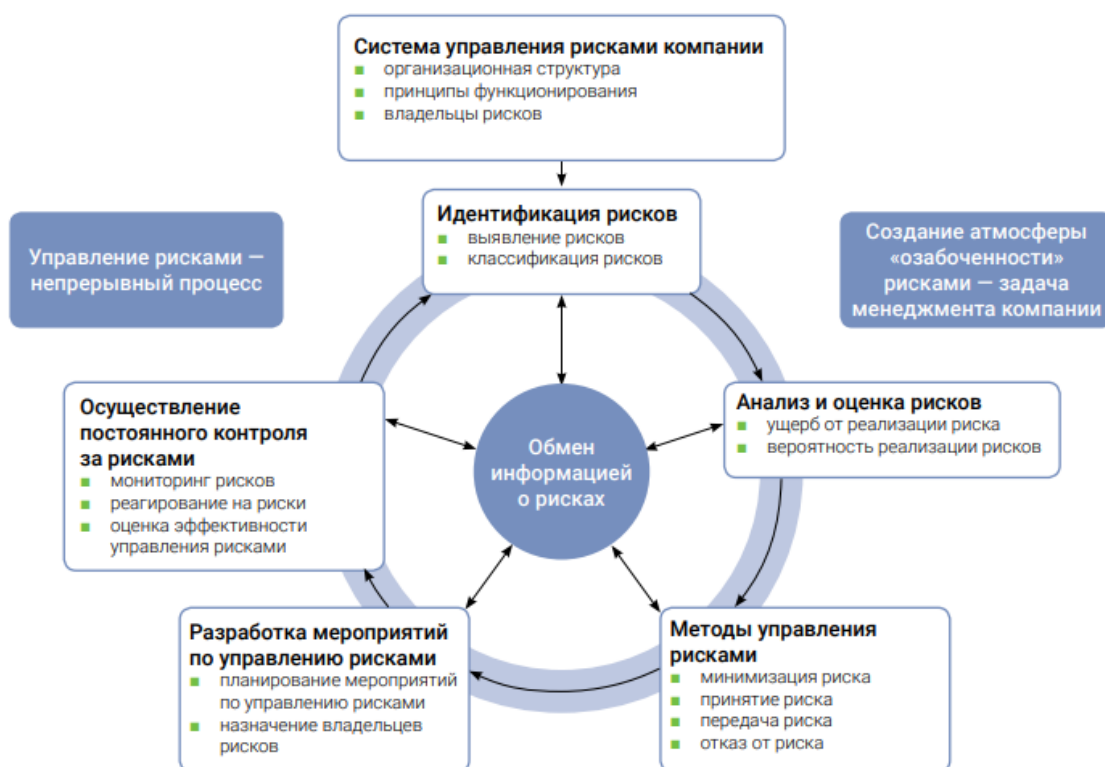 Система управления рисками компании
организационная структура
принципы функционирования
владельцы рисков
Идентификация рисков
выявление рисков
классификация рисков
Управление рисками —
непрерывный процесс
Создание атмосферы
«озабоченности»
рисками — задача
менеджмента компании
Осуществление
постоянного контроля
за рисками
мониторинг рисков
реагирование на риски
оценка эффективности
управления рисками
Обмен
информацией
о рисках
Анализ и оценка рисков
ущерб от реализации риска
вероятность реализации рисков
Разработка мероприятий
по управлению рисками
планирование мероприятий
по управлению рисками
назначение владельцев
рисков
Методы управления
рисками
минимизация риска
принятие риска
передача риска
отказ от риска